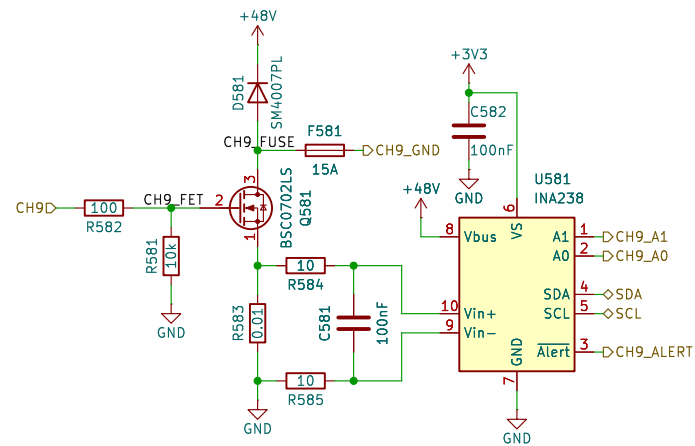 +48V
D581
SM4007PL
+3V3
C582
100nF
GND
CH9_FUSE
F581
15A
CH9_GND
CH9
100
R582
CH9_FET
2
3
1
BSC0702LS
Q581
R581
10k
GND
+48V
U581
INA238
6
VS
8
Vbus
A1
1
CH9_A1
A0
2
CH9_A0
SDA
4
SDA
SCL
5
SCL
10
Vin+
9
Vin-
Alert
3
CH9_ALERT
GND
7
GND
10
R584
R583
0.01
C581
100nF
10
R585
GND